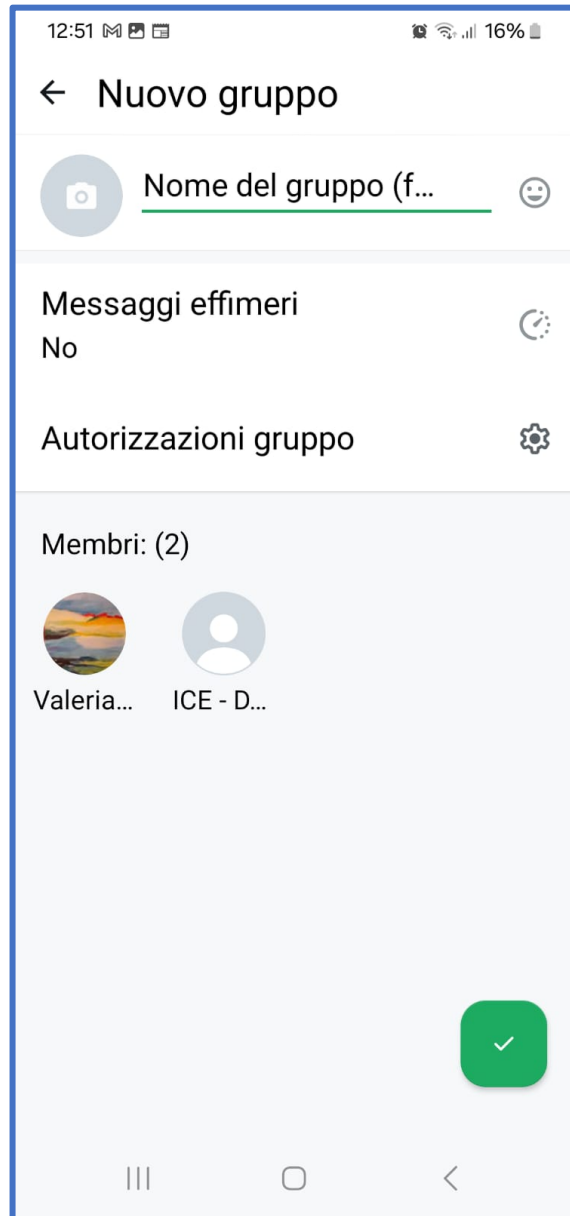 12:51 16%
Nuovo gruppo
Nome del gruppo (f...
Messaggi effimeri
No
Autorizzazioni gruppo
Membri: (2)
Valeria... ICE - D...